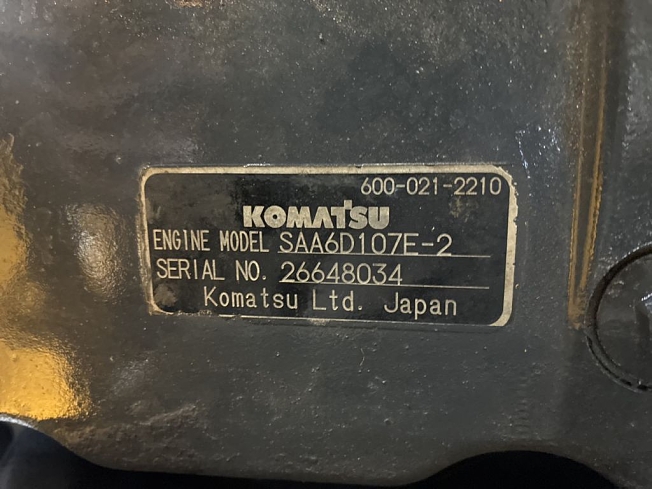 600-021-2210
KOMATSU
ENGINE MODEL SAA6D107E-2
SERIAL NO. 26648034
Komatsu Ltd. Japan